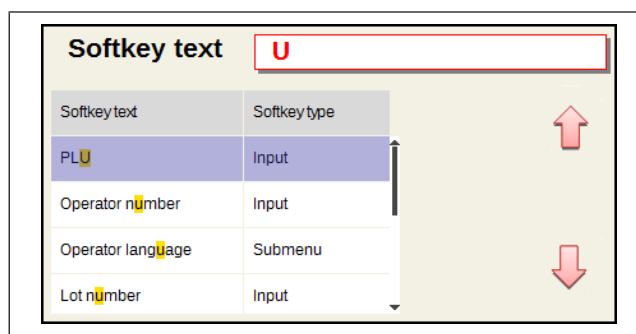 Softkey text U
Softkey text Softkey type
PLU Input
Operator number Input
Operator language Submenu
Lot number Input